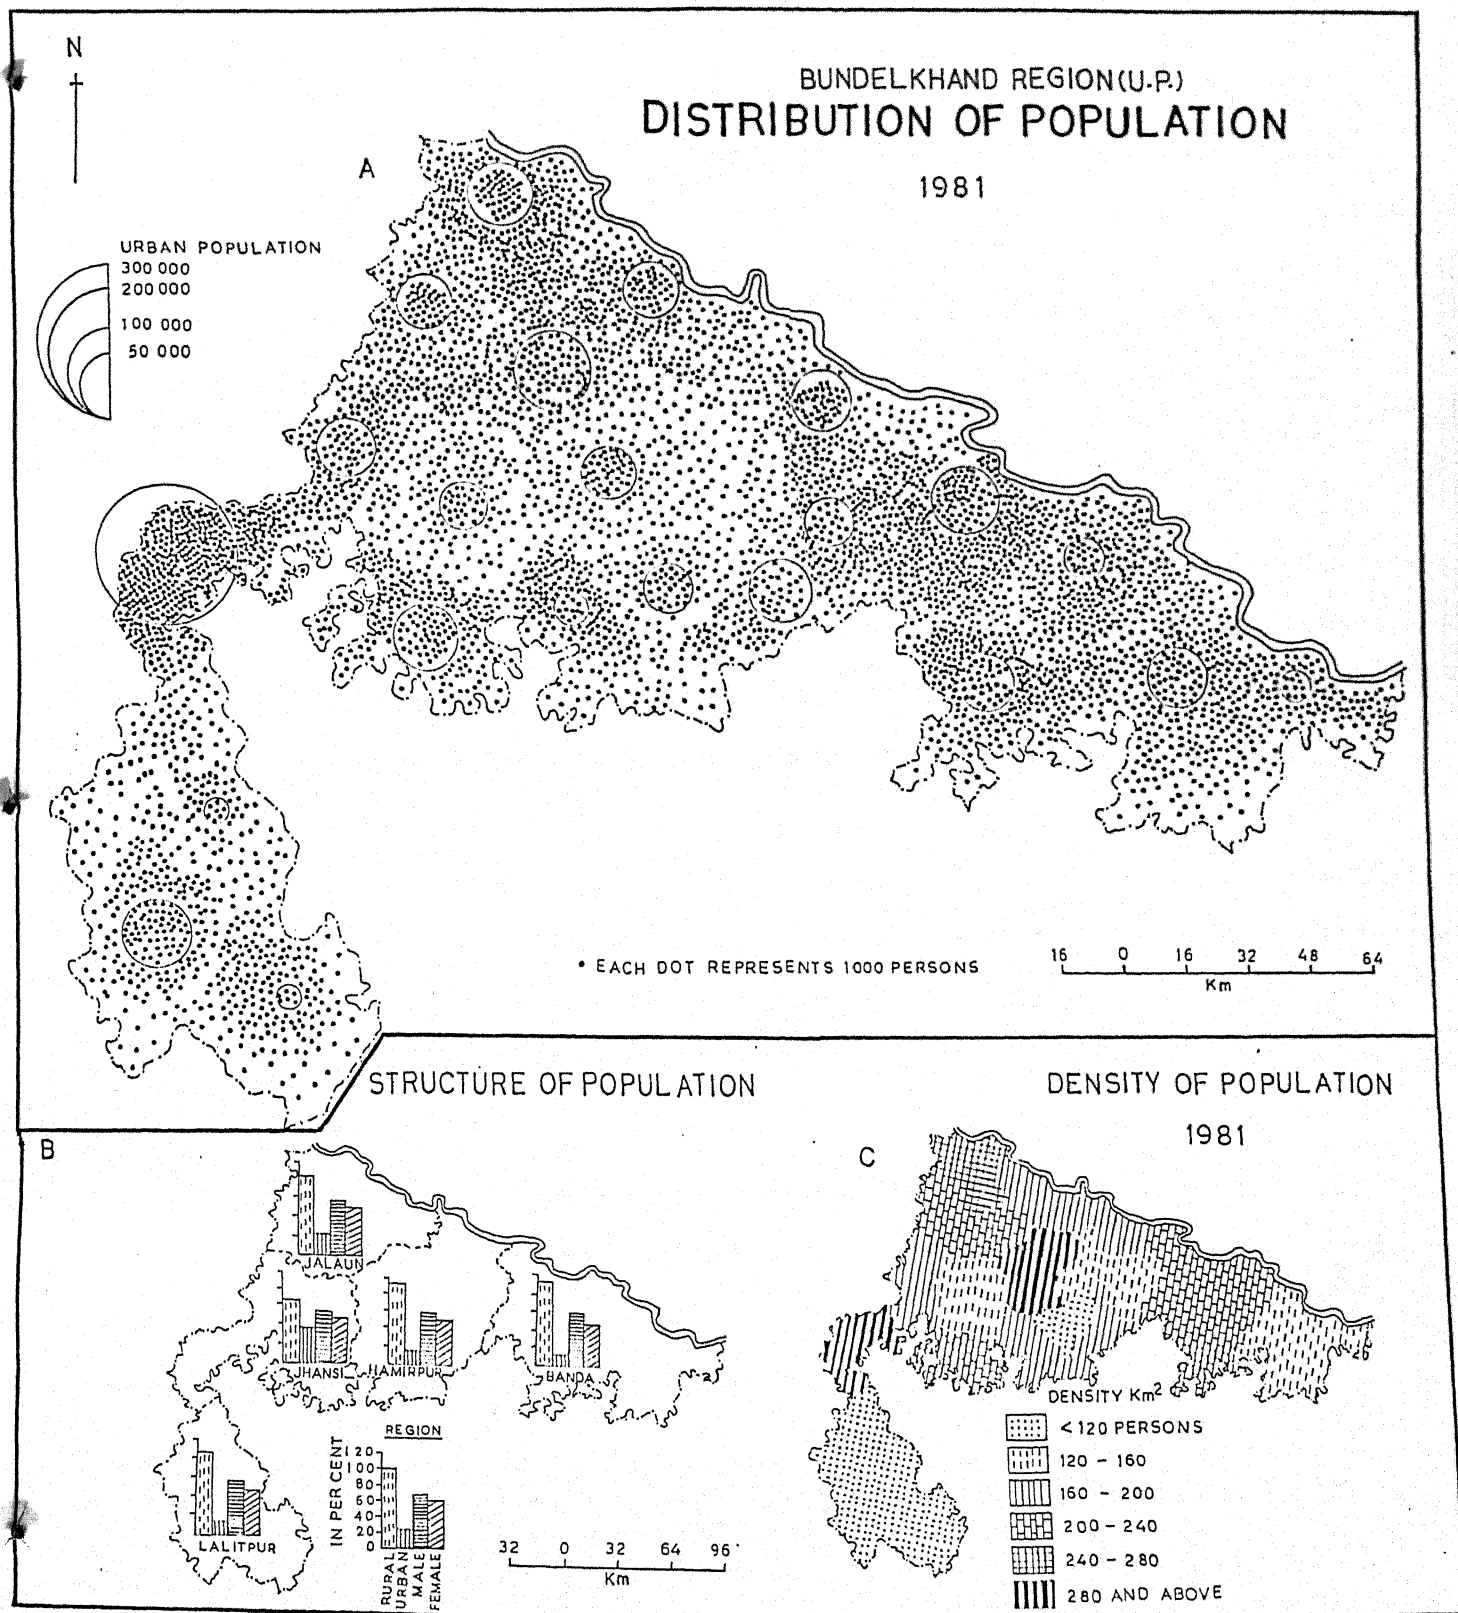 N
BUNDELKHAND REGION(U.P.)
DISTRIBUTION OF POPULATION
1981
A
URBAN POPULATION
300 000
200 000
100 000
50 000
• EACH DOT REPRESENTS 1000 PERSONS
16 0 16 32 48 64
Km
STRUCTURE OF POPULATION
DENSITY OF POPULATION
1981
B
C
JALAUN
JHANSI
HAMIRPUR
BANDA
LALITPUR
REGION
IN PER CENT
120
100
80
60
40
20
0
RURAL
URBAN
MALE
FEMALE
32 0 32 64 96
Km
DENSITY Km²
<120 PERSONS
120 - 160
160 - 200
200 - 240
240 - 280
280 AND ABOVE